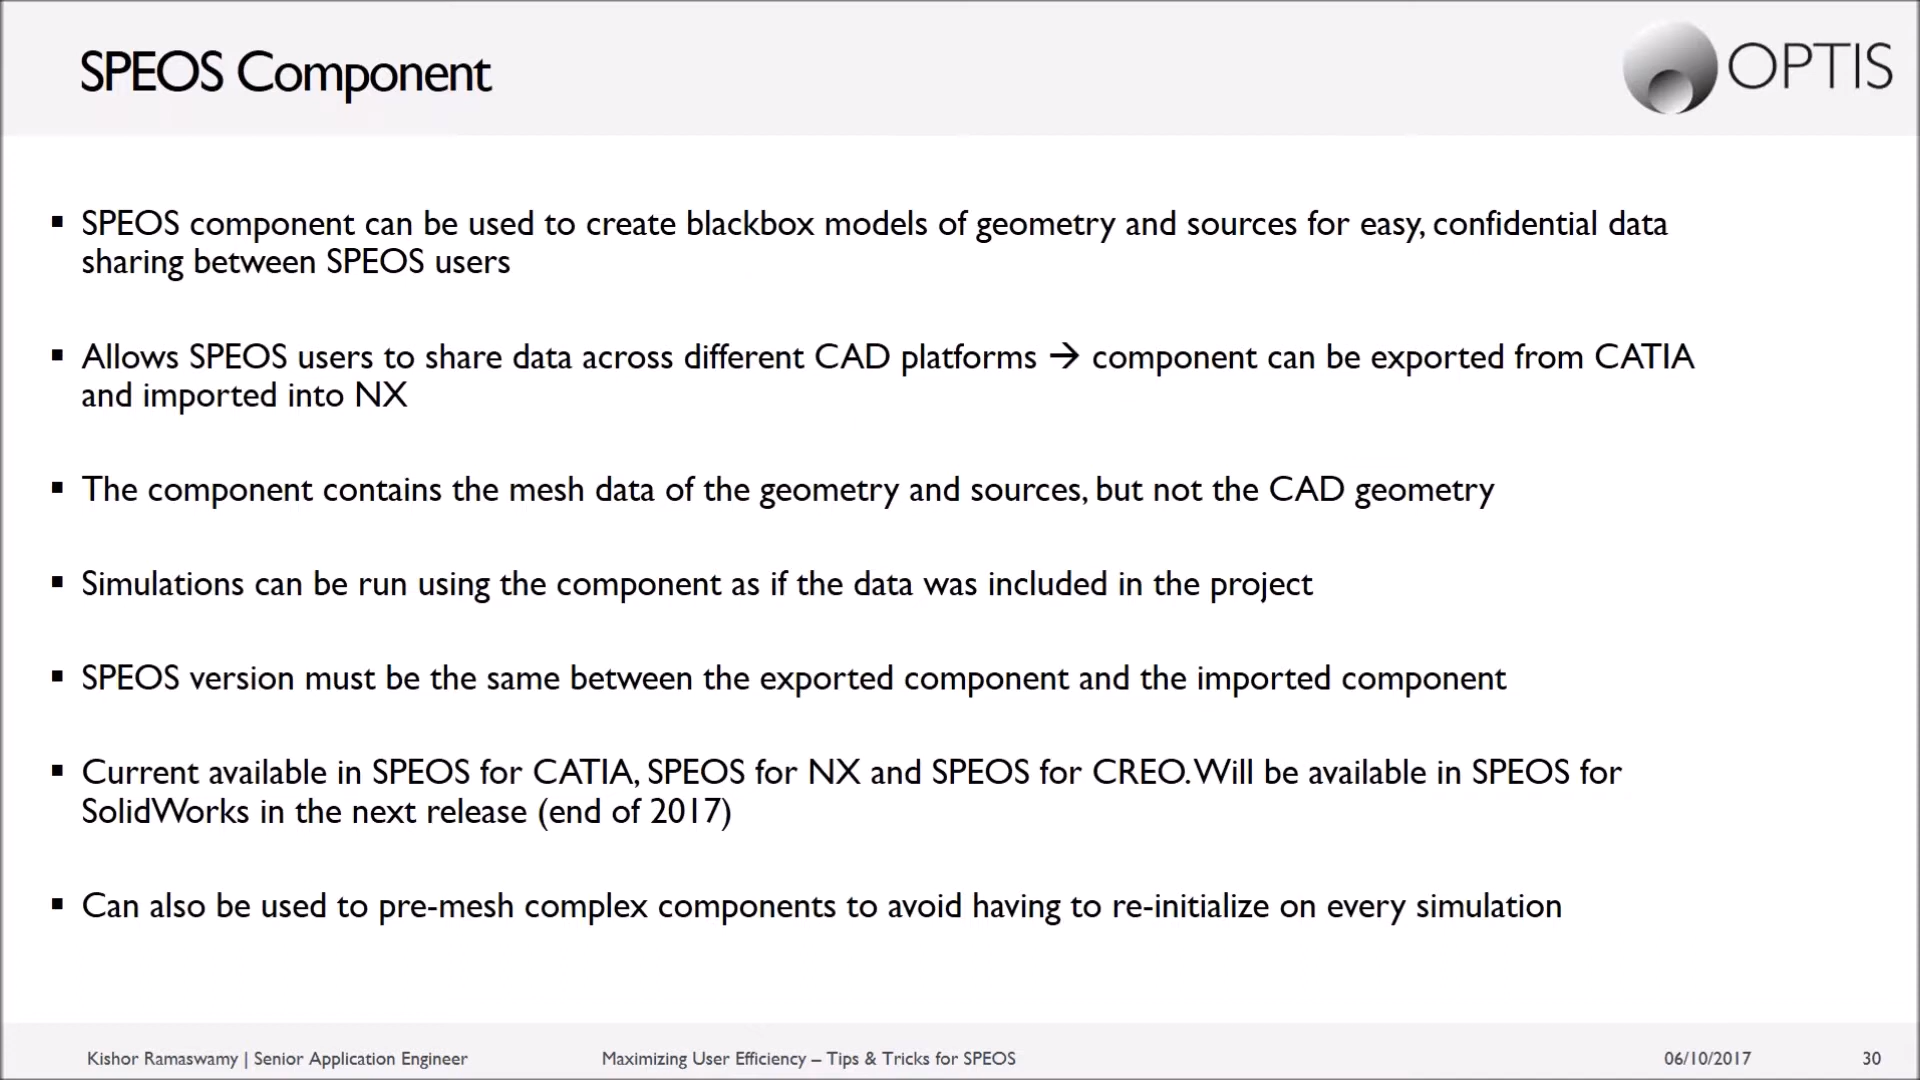 SPEOS Component
OPTIS
▪ SPEOS component can be used to create blackbox models of geometry and sources for easy, confidential data
sharing between SPEOS users
▪ Allows SPEOS users to share data across different CAD platforms → component can be exported from CATIA
and imported into NX
▪ The component contains the mesh data of the geometry and sources, but not the CAD geometry
▪ Simulations can be run using the component as if the data was included in the project
▪ SPEOS version must be the same between the exported component and the imported component
▪ Current available in SPEOS for CATIA, SPEOS for NX and SPEOS for CREO. Will be available in SPEOS for
SolidWorks in the next release (end of 2017)
▪ Can also be used to pre-mesh complex components to avoid having to re-initialize on every simulation
Kishor Ramaswamy | Senior Application Engineer
Maximizing User Efficiency – Tips & Tricks for SPEOS
06/10/2017
30